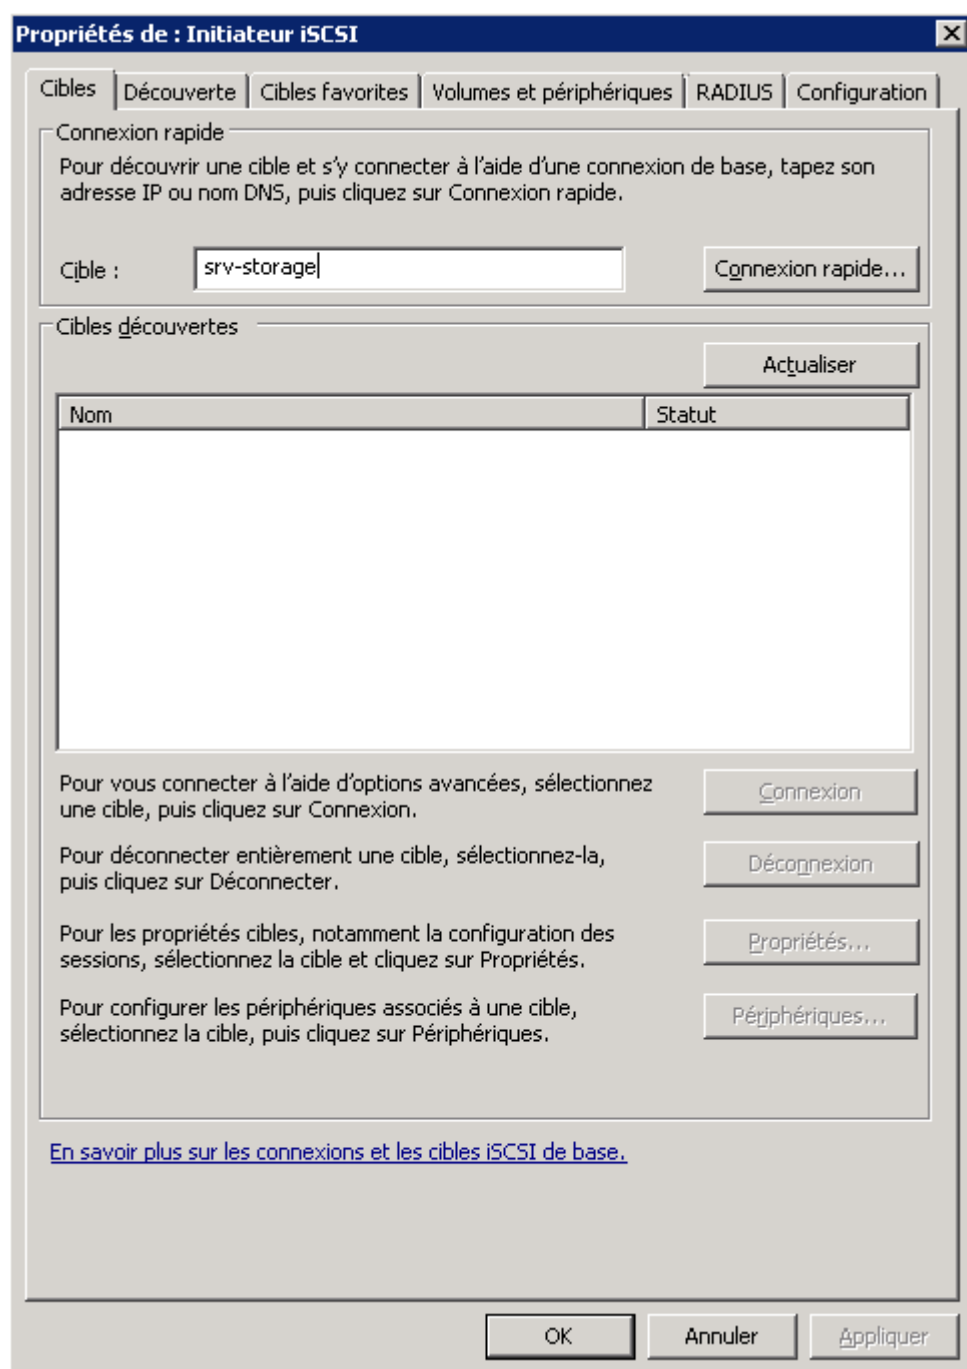 Propriétés de : Initiateur iSCSI
Cibles Découverte Cibles favorites Volumes et périphériques RADIUS Configuration
Connexion rapide
Pour découvrir une cible et s'y connecter à l'aide d'une connexion de base, tapez son
adresse IP ou nom DNS, puis cliquez sur Connexion rapide.
Cible : srv-storage Connexion rapide...
Cibles découvertes
Actualiser
Nom Statut
Pour vous connecter à l'aide d'options avancées, sélectionnez
une cible, puis cliquez sur Connexion.
Connexion
Pour déconnecter entièrement une cible, sélectionnez-la,
puis cliquez sur Déconnecter.
Déconnexion
Pour les propriétés cibles, notamment la configuration des
sessions, sélectionnez la cible et cliquez sur Propriétés.
Propriétés...
Pour configurer les périphériques associés à une cible,
sélectionnez la cible, puis cliquez sur Périphériques.
Périphériques...
En savoir plus sur les connexions et les cibles iSCSI de base.
OK Annuler Appliquer